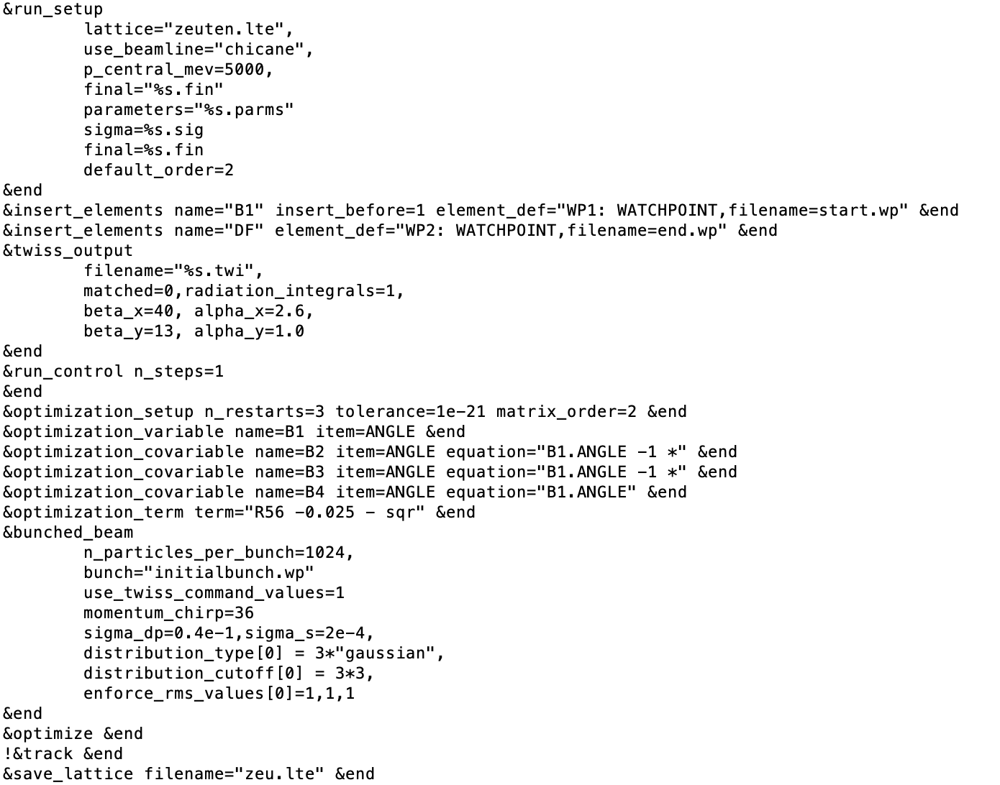 &run_setup
        lattice="zeuten.lte",
        use_beamline="chicane",
        p_central_mev=5000,
        final="%s.fin"
        parameters="%s.parms"
        sigma=%s.sig
        final=%s.fin
        default_order=2
&end
&insert_elements name="B1" insert_before=1 element_def="WP1: WATCHPOINT,filename=start.wp" &end
&insert_elements name="DF" element_def="WP2: WATCHPOINT,filename=end.wp" &end
&twiss_output
        filename="%s.twi",
        matched=0,radiation_integrals=1,
        beta_x=40, alpha_x=2.6,
        beta_y=13, alpha_y=1.0
&end
&run_control n_steps=1
&end
&optimization_setup n_restarts=3 tolerance=1e-21 matrix_order=2 &end
&optimization_variable name=B1 item=ANGLE &end
&optimization_covariable name=B2 item=ANGLE equation="B1.ANGLE -1 *" &end
&optimization_covariable name=B3 item=ANGLE equation="B1.ANGLE -1 *" &end
&optimization_covariable name=B4 item=ANGLE equation="B1.ANGLE" &end
&optimization_term term="R56 -0.025 - sqr" &end
&bunched_beam
        n_particles_per_bunch=1024,
        bunch="initialbunch.wp"
        use_twiss_command_values=1
        momentum_chirp=36
        sigma_dp=0.4e-1,sigma_s=2e-4,
        distribution_type[0] = 3*"gaussian",
        distribution_cutoff[0] = 3*3,
        enforce_rms_values[0]=1,1,1
&end
&optimize &end
!&track &end
&save_lattice filename="zeu.lte" &end